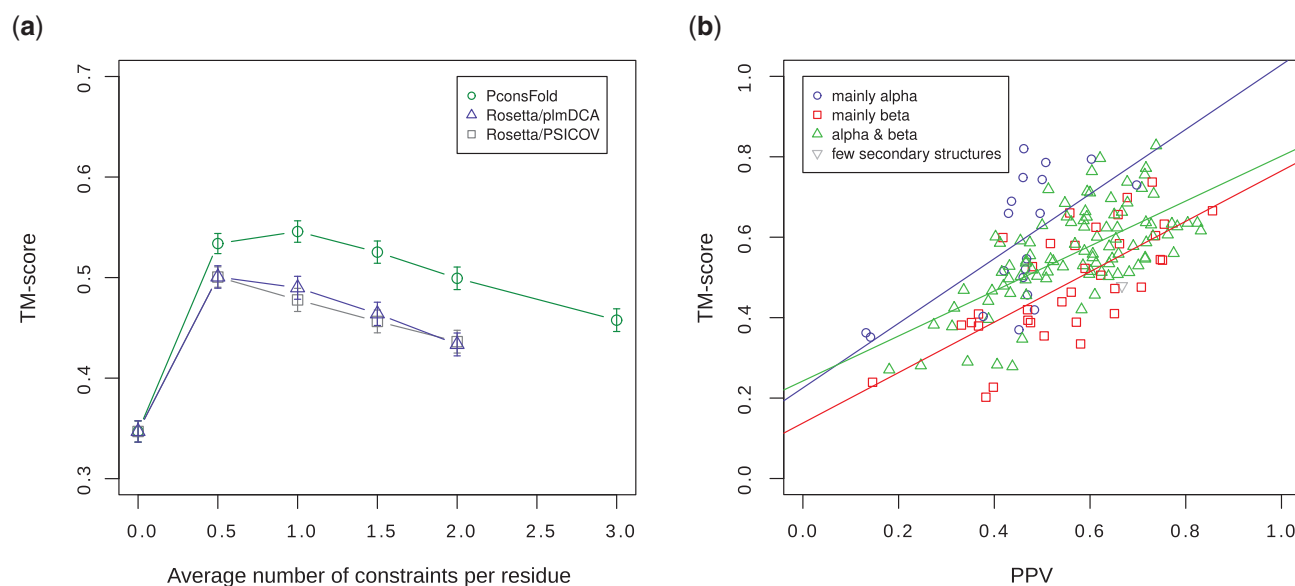 (a)
0.7
0.6
0.5
0.4
0.3
TM-score
PconsFold
Rosetta/plmDCA
Rosetta/PSICOV
0.0 0.5 1.0 1.5 2.0 2.5 3.0
Average number of constraints per residue
(b)
1.0
0.8
0.6
0.4
0.2
0.0
TM-score
mainly alpha
mainly beta
alpha & beta
few secondary structures
0.0 0.2 0.4 0.6 0.8 1.0
PPV